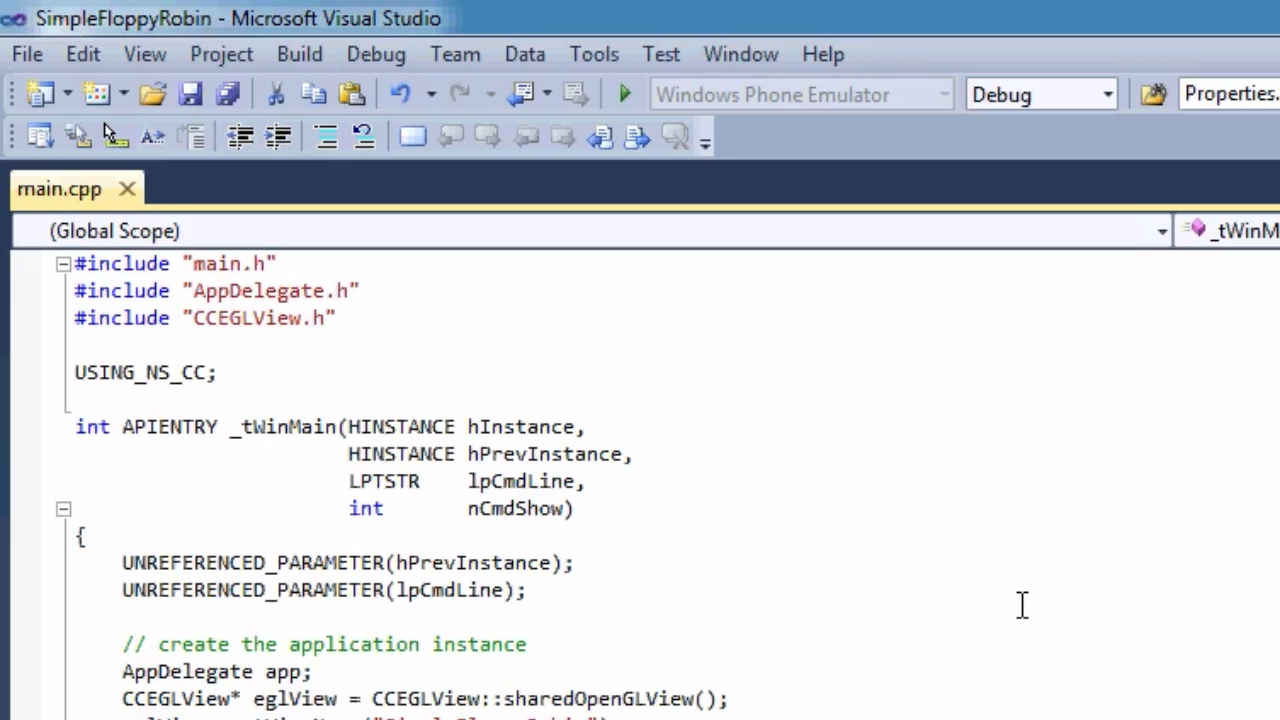 SimpleFloppyRobin - Microsoft Visual Studio
File Edit View Project Build Debug Team Data Tools Test Window Help
Windows Phone Emulator Debug Properties.
main.cpp
(Global Scope) _tWinM
#include "main.h"
#include "AppDelegate.h"
#include "CCEGLView.h"
USING_NS_CC;
int APIENTRY _tWinMain(HINSTANCE hInstance,
HINSTANCE hPrevInstance,
LPTSTR lpCmdLine,
int nCmdShow)
{
UNREFERENCED_PARAMETER(hPrevInstance);
UNREFERENCED_PARAMETER(lpCmdLine);
// create the application instance
AppDelegate app;
CCEGLView* eglView = CCEGLView::sharedOpenGLView();